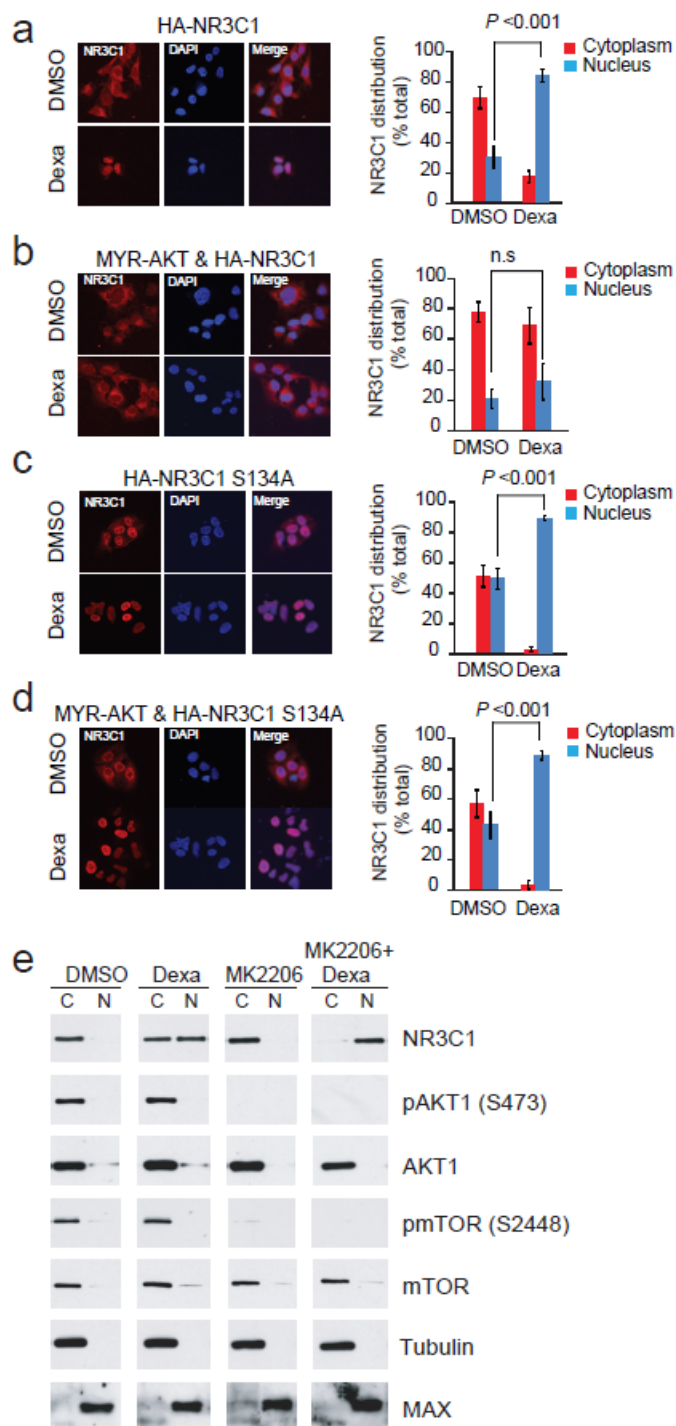 a
HA-NR3C1
NR3C1 DAPI Merge
DMSO
Dexa
P <0.001
Cytoplasm
Nucleus
NR3C1 distribution
(% total)
80
60
40
20
0
DMSO Dexa
b
MYR-AKT & HA-NR3C1
NR3C1 DAPI Merge
DMSO
Dexa
n.s
Cytoplasm
Nucleus
NR3C1 distribution
(% total)
100
80
60
40
20
0
DMSO Dexa
c
HA-NR3C1 S134A
NR3C1 DAPI Merge
DMSO
Dexa
P <0.001
Cytoplasm
Nucleus
NR3C1 distribution
(% total)
100
80
60
40
20
0
DMSO Dexa
d
MYR-AKT & HA-NR3C1 S134A
NR3C1 DAPI Merge
DMSO
Dexa
P <0.001
Cytoplasm
Nucleus
NR3C1 distribution
(% total)
100
80
60
40
20
0
DMSO Dexa
e
DMSO Dexa MK2206 MK2206+
Dexa
C N C N C N C N
NR3C1
pAKT1 (S473)
AKT1
pmTOR (S2448)
mTOR
Tubulin
MAX